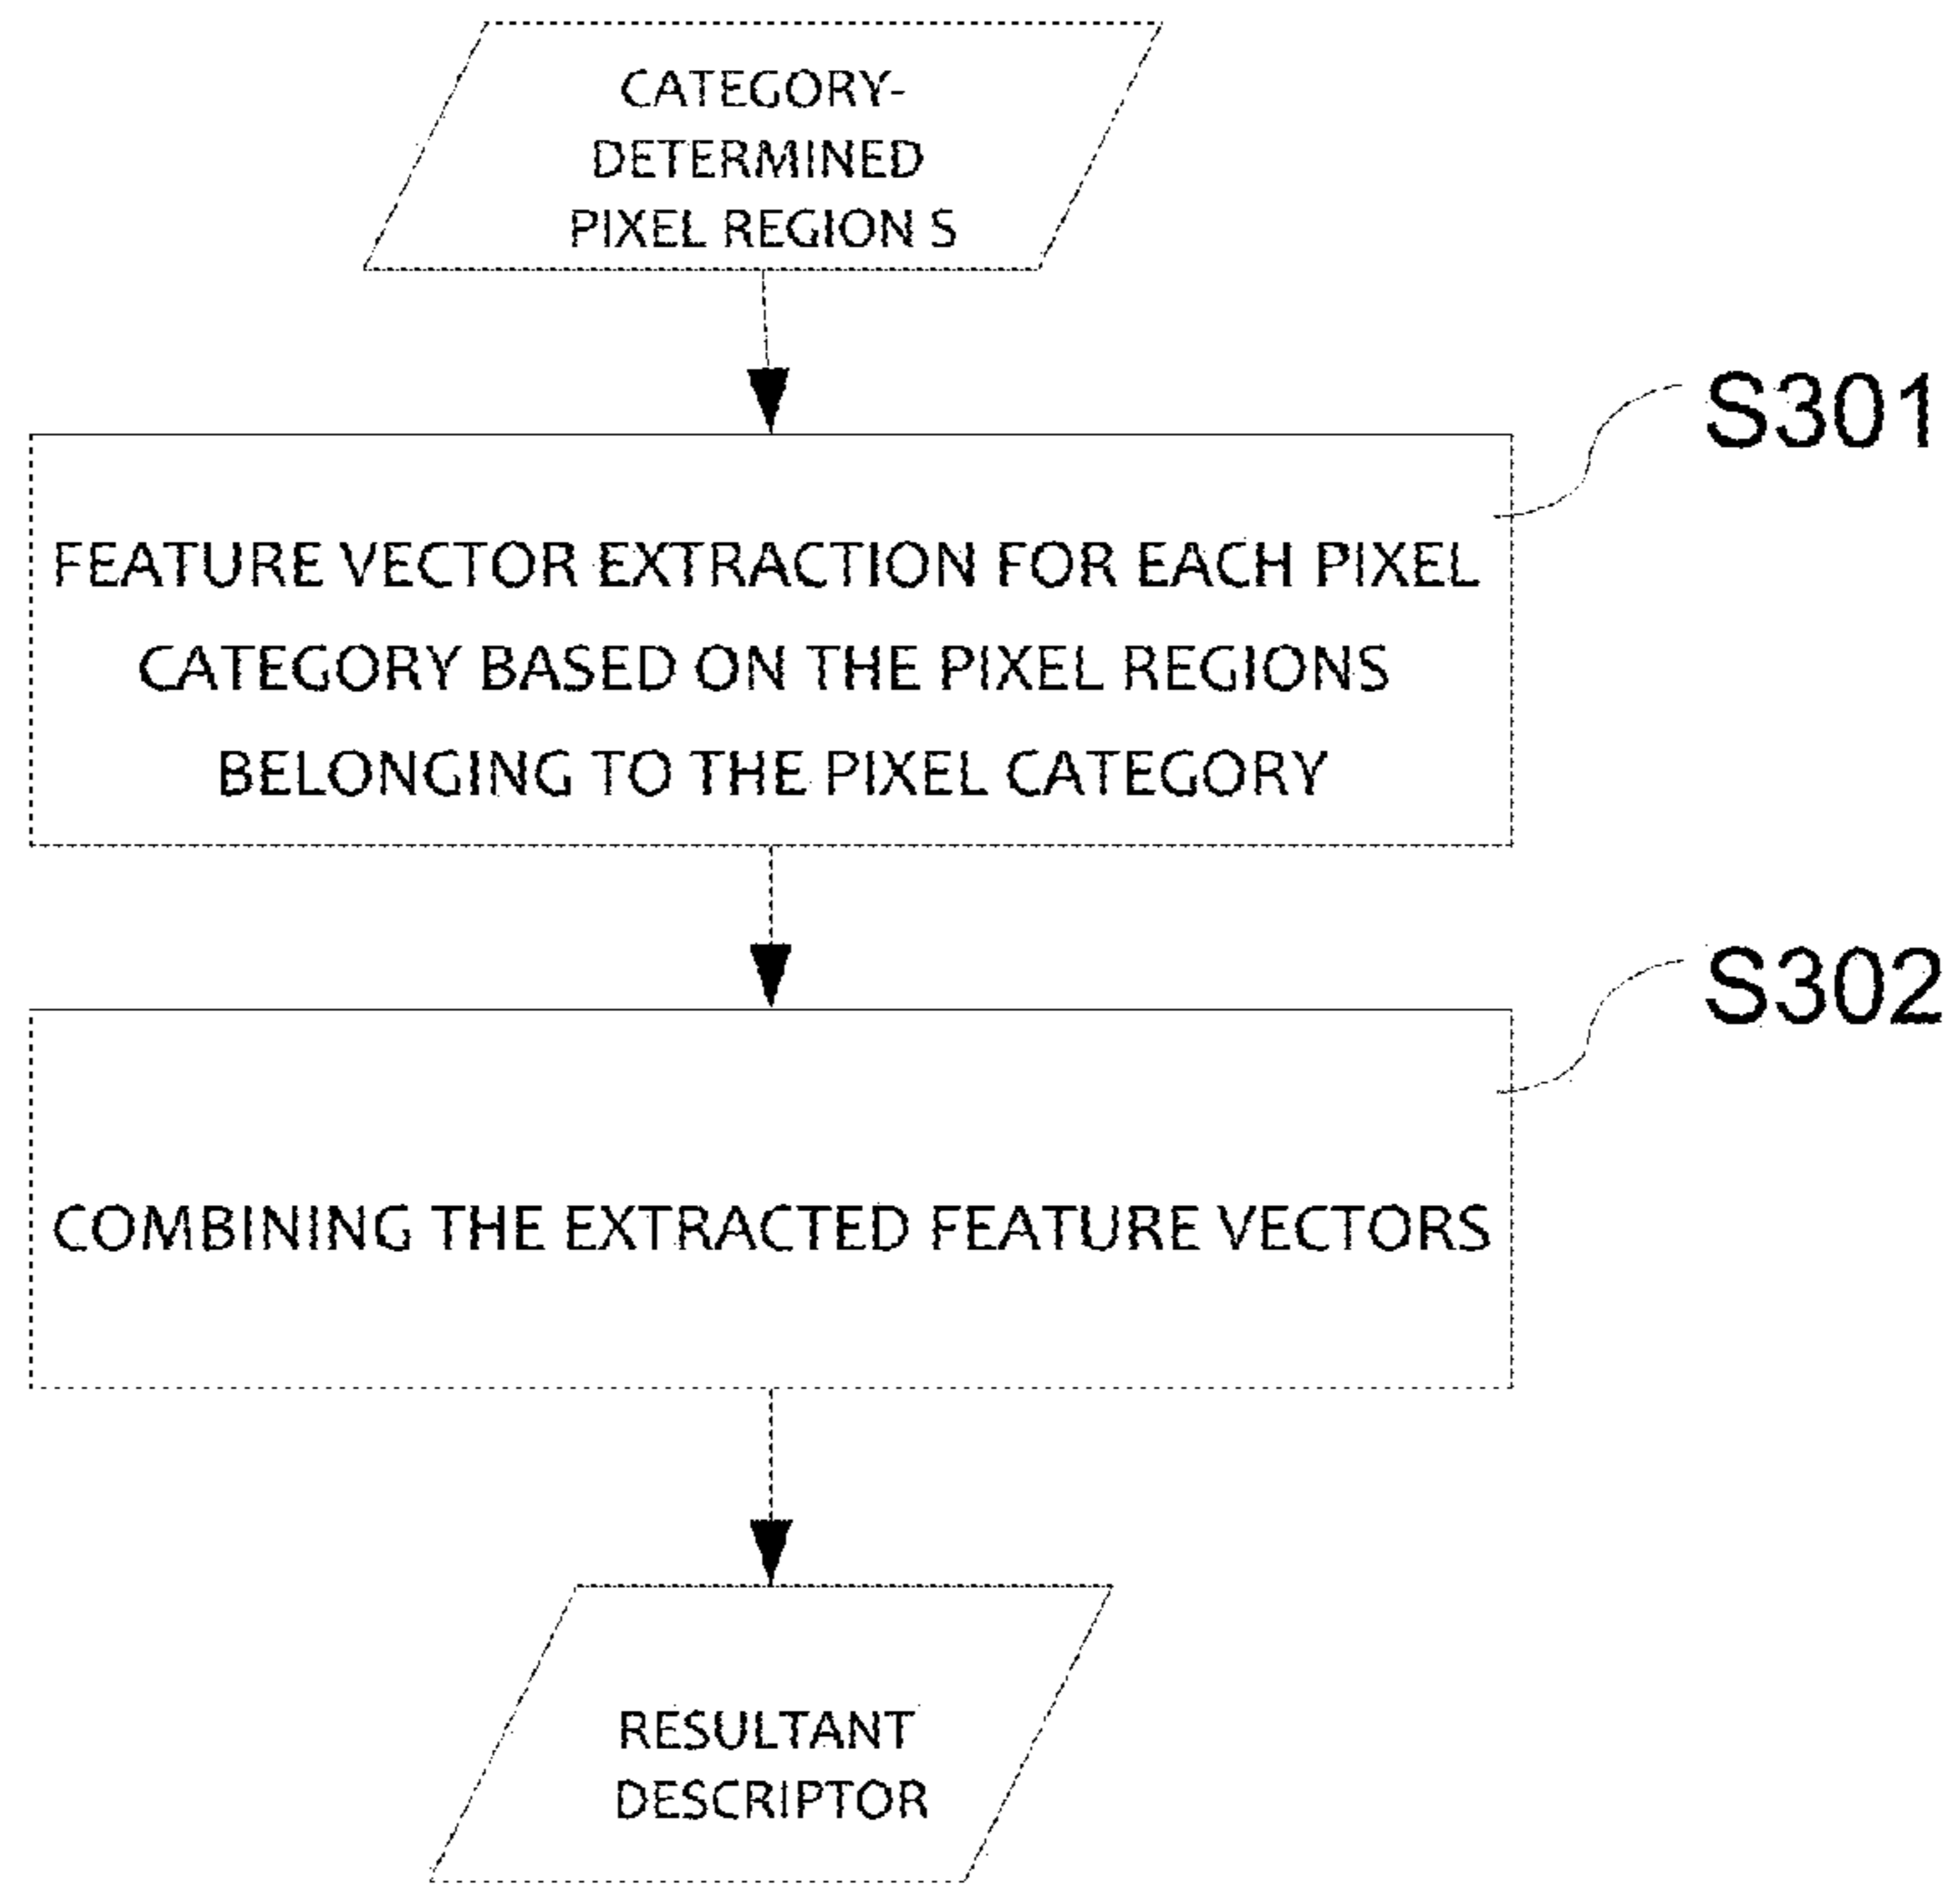 CATEGORY-
DETERMINED
PIXEL REGION S
S301
FEATURE VECTOR EXTRACTION FOR EACH PIXEL
CATEGORY BASED ON THE PIXEL REGIONS
BELONGING TO THE PIXEL CATEGORY
S302
COMBINING THE EXTRACTED FEATURE VECTORS
RESULTANT
DESCRIPTOR